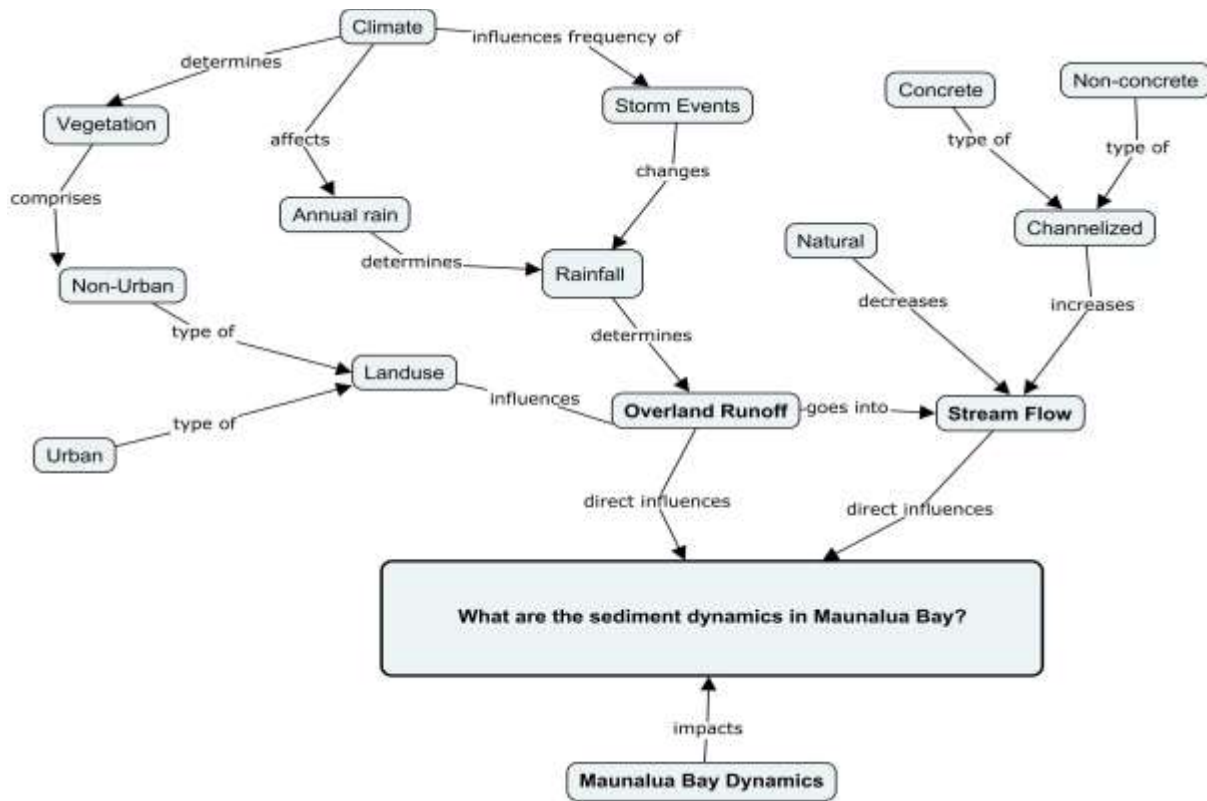 Climate
influences frequency of
determines
Non-concrete
Concrete
Storm Events
Vegetation
affects
type of
type of
changes
comprises
Annual rain
Channelized
Natural
determines
Rainfall
Non-Urban
decreases
increases
type of
determines
Landuse
influences
Overland Runoff
goes into
Stream Flow
type of
Urban
direct influences
direct influences
What are the sediment dynamics in Maunalua Bay?
impacts
Maunalua Bay Dynamics